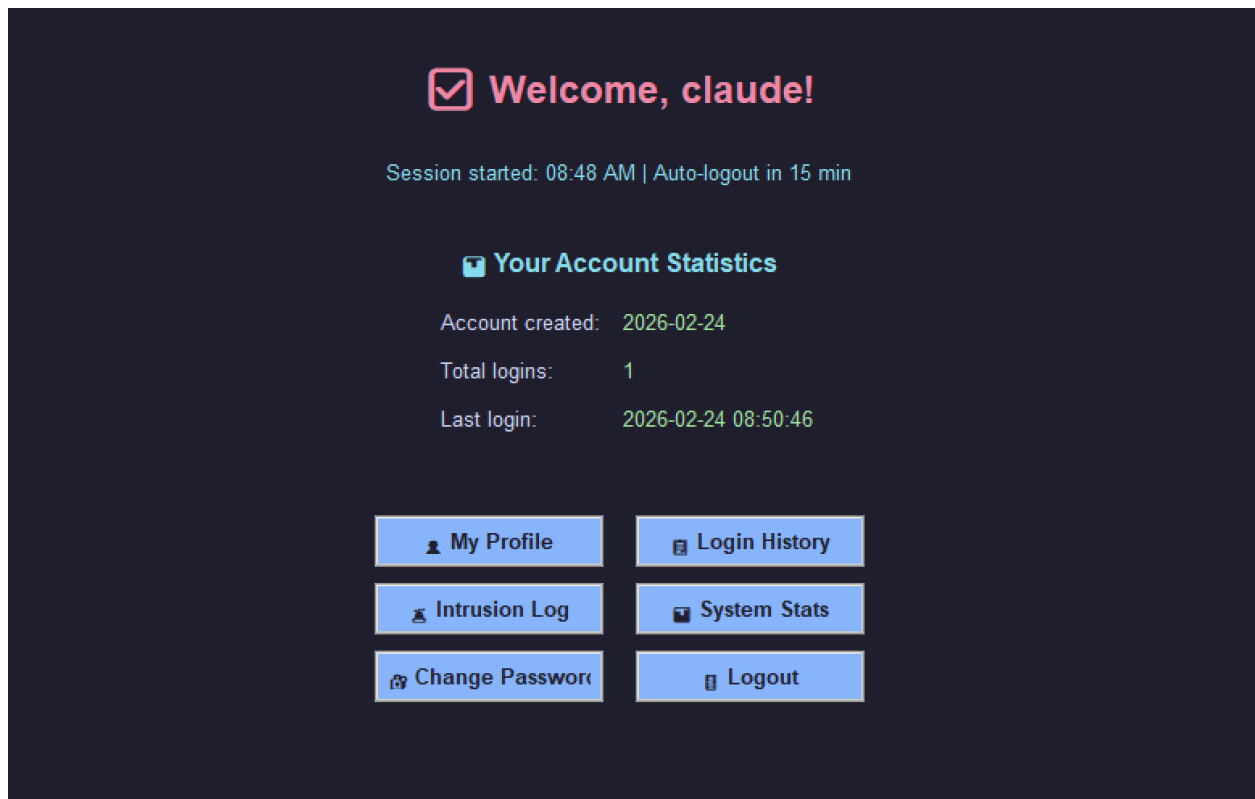 Welcome, claude!
Session started: 08:48 AM | Auto-logout in 15 min
Your Account Statistics
Account created: 2026-02-24
Total logins: 1
Last login: 2026-02-24 08:50:46
My Profile
Login History
Intrusion Log
System Stats
Change Passwor
Logout